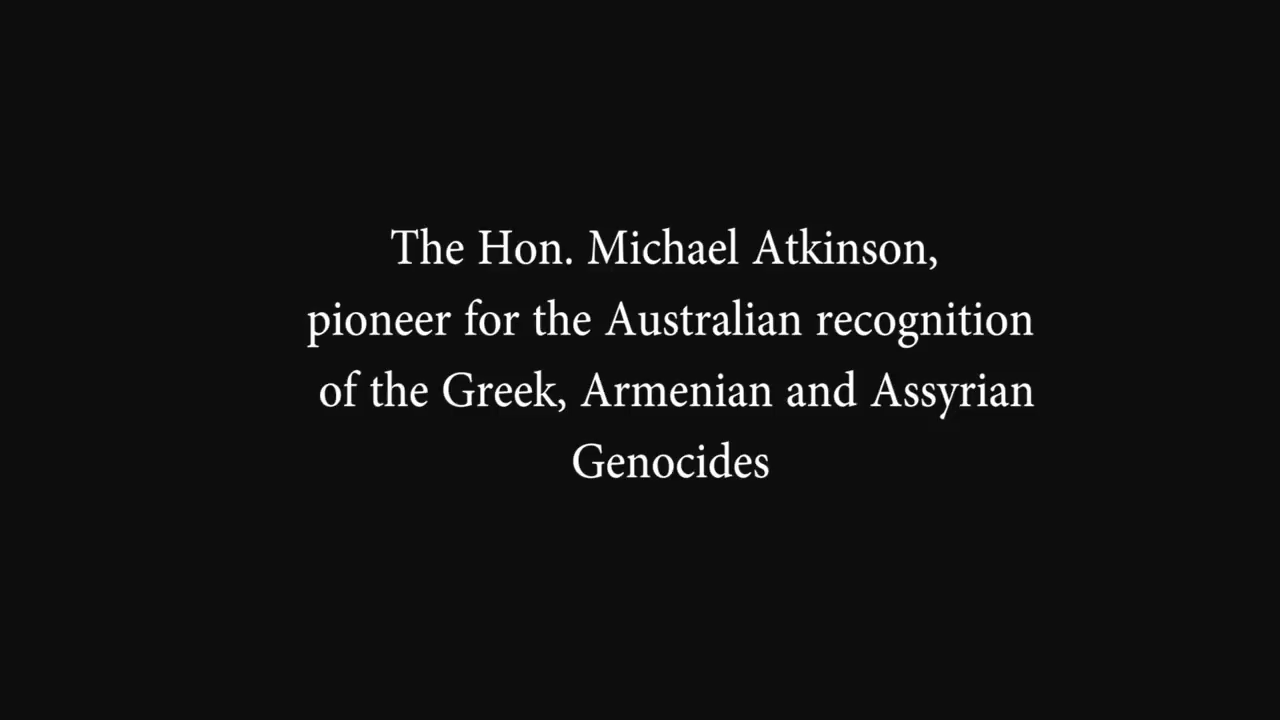 The Hon. Michael Atkinson,
pioneer for the Australian recognition
of the Greek, Armenian and Assyrian
Genocides